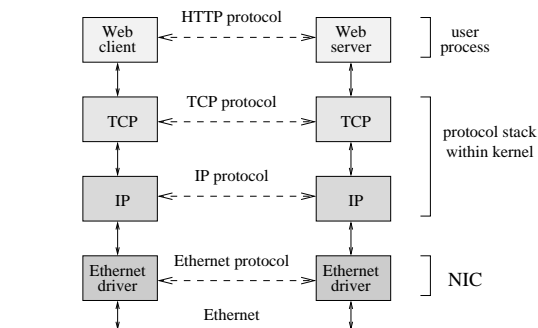 HTTP protocol
Web
client
Web
server
user
process
TCP protocol
TCP
TCP
protocol stack
within kernel
IP protocol
IP
IP
Ethernet protocol
Ethernet
driver
Ethernet
driver
NIC
Ethernet